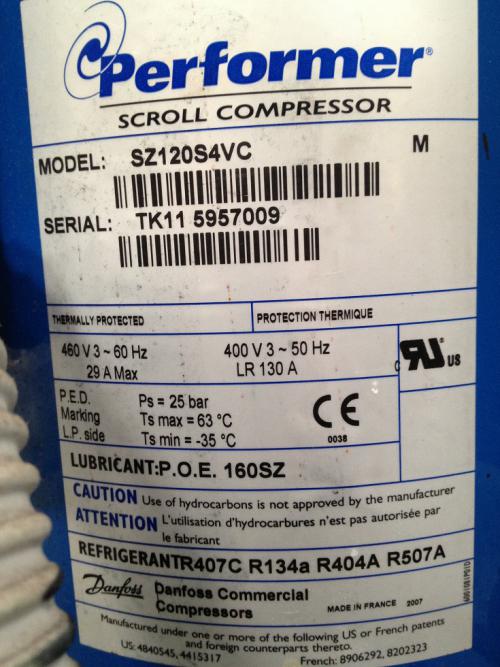 Performer®
SCROLL COMPRESSOR
MODEL: SZ120S4VC M
SERIAL: TK11 5957009
THERMALLY PROTECTED PROTECTION THERMIQUE
460 V 3 ~ 60 Hz 400 V 3 ~ 50 Hz
29 A Max LR 130 A
c RU US
P.E.D. Ps = 25 bar
Marking Ts max = 63 °C
L.P. side Ts min = -35 °C
CE
0038
LUBRICANT:P.O.E. 160SZ
CAUTION Use of hydrocarbons is not approved by the manufacturer
ATTENTION L'utilisation d'hydrocarbures n'est pas autorisée par
le fabricant
REFRIGERANTR407C R134a R404A R507A
Danfoss Danfoss Commercial
Compressors
MADE IN FRANCE 2007
Manufactured under one or more of the following US or French patents
and foreign counterparts thereto.
US: 4840545, 4415317 French: 8906292, 8202323